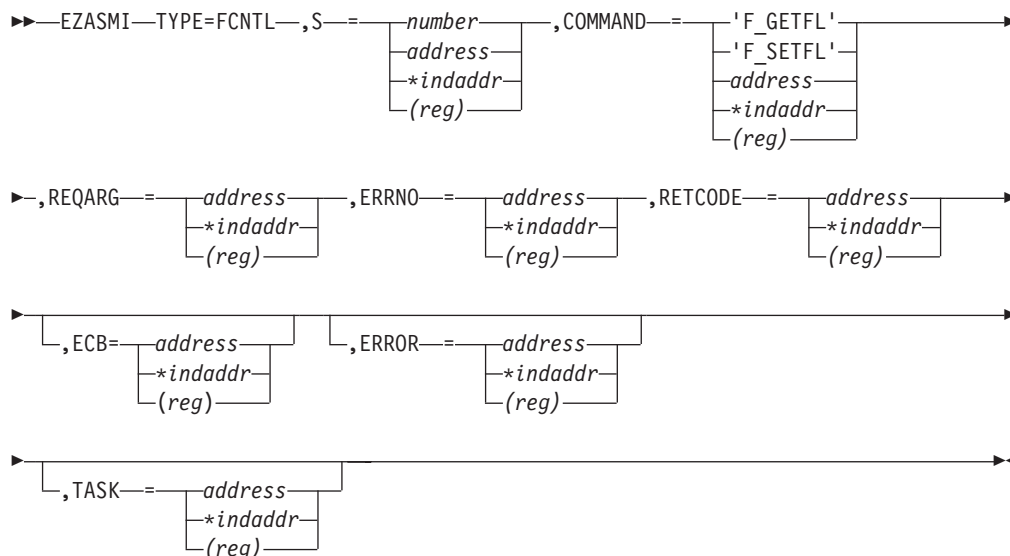 EZASMI TYPE=FCNTL ,S = number ,COMMAND = 'F_GETFL'
address 'F_SETFL'
*indaddr address
(reg) *indaddr
(reg)
,REQARG = address ,ERRNO = address ,RETCODE = address
*indaddr *indaddr *indaddr
(reg) (reg) (reg)
,ECB= address ,ERROR = address
*indaddr *indaddr
(reg) (reg)
,TASK = address
*indaddr
(reg)